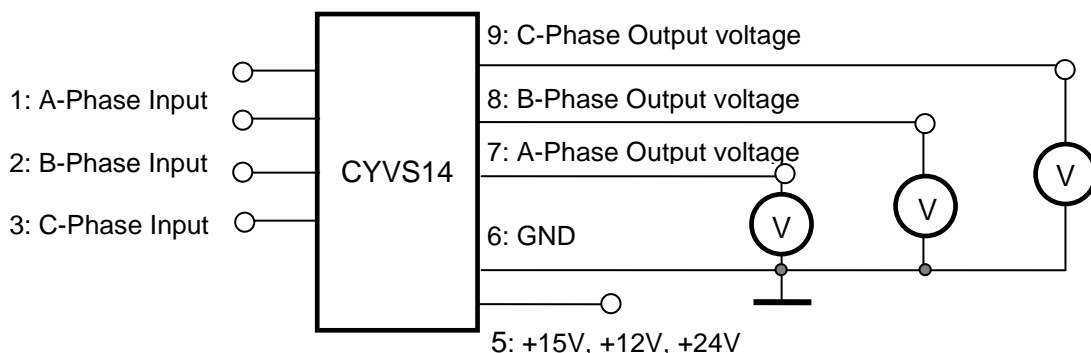 9: C-Phase Output voltage
1: A-Phase Input
8: B-Phase Output voltage
2: B-Phase Input
CYVS14
7: A-Phase Output voltage
V
3: C-Phase Input
V
V
6: GND
5: +15V, +12V, +24V